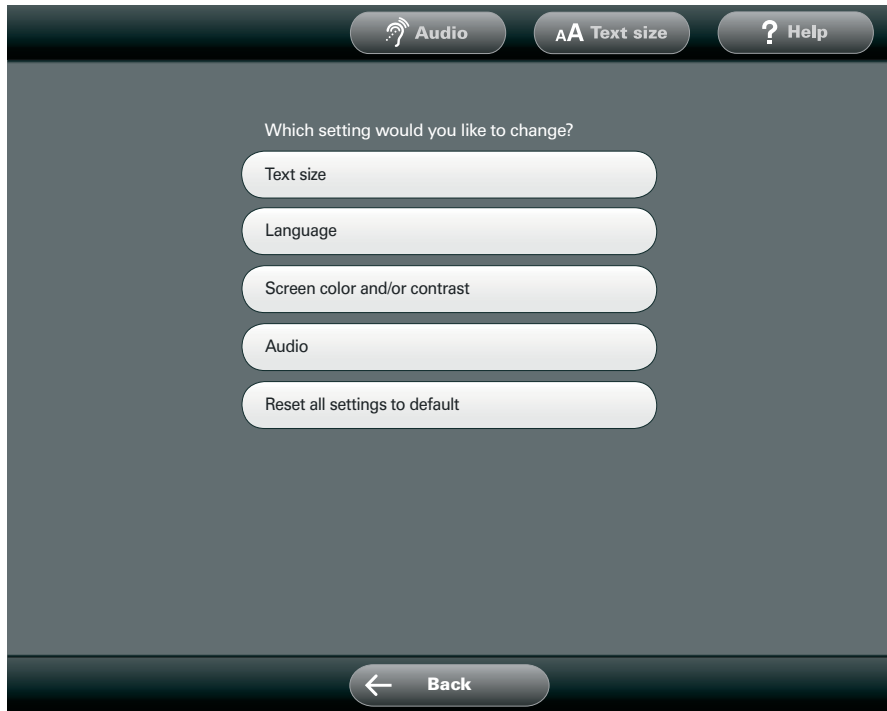 Audio
AA Text size
? Help
Which setting would you like to change?
Text size
Language
Screen color and/or contrast
Audio
Reset all settings to default
Back